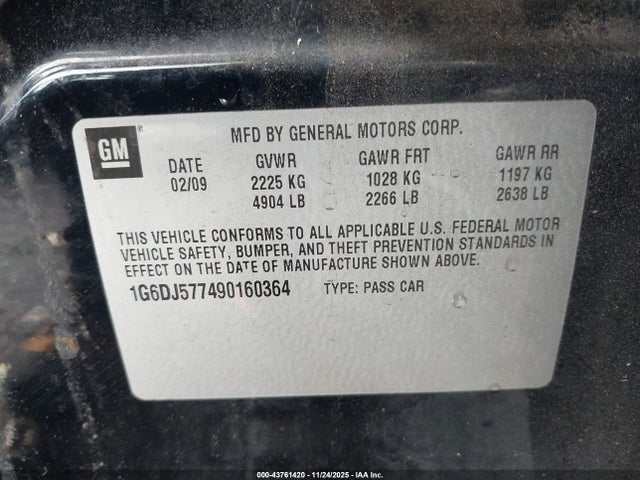 GM
MFD BY GENERAL MOTORS CORP.
DATE GVWR GAWR FRT GAWR RR
02/09 2225 KG 1028 KG 1197 KG
4904 LB 2266 LB 2638 LB
THIS VEHICLE CONFORMS TO ALL APPLICABLE U.S. FEDERAL MOTOR
VEHICLE SAFETY, BUMPER, AND THEFT PREVENTION STANDARDS IN
EFFECT ON THE DATE OF MANUFACTURE SHOWN ABOVE.
1G6DJ577490160364 TYPE: PASS CAR
000-43761420 - 11/24/2025 - IAA Inc.